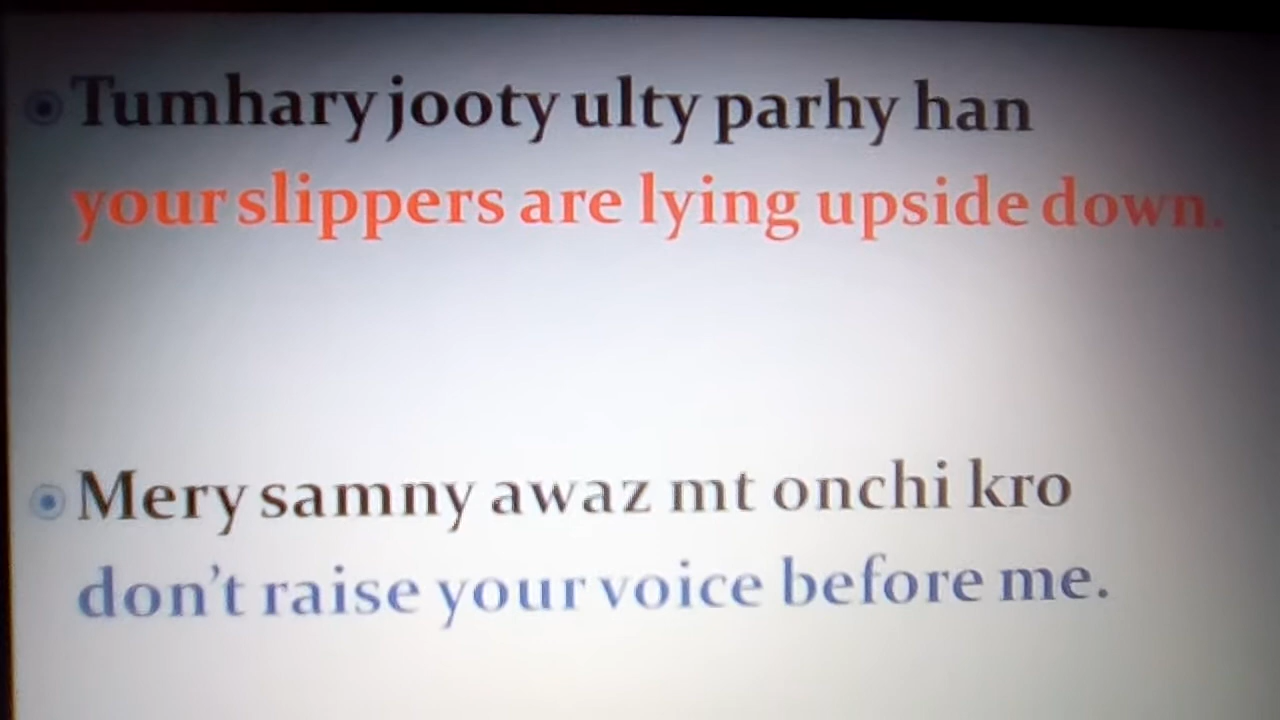 Tumhary jooty ulty parhy han
your slippers are lying upside down.
Mery samny awaz mt onchi kro
don't raise your voice before me.